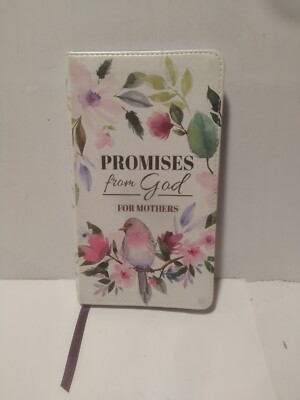 PROMISES
from God
FOR MOTHERS